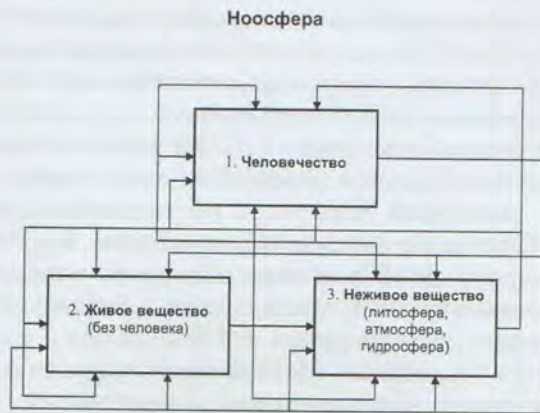 Ноосфера
1. Человечество
2. Живое вещество
(без человека)
3. Неживое вещество
(литосфера,
атмосфера,
гидросфера)